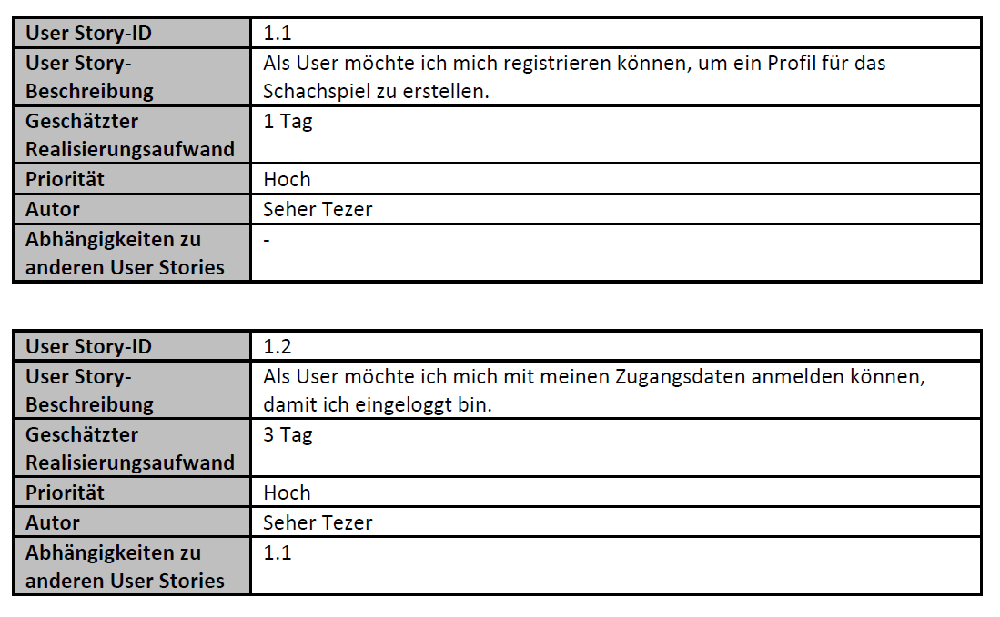 User Story-ID 1.1
User Story- Als User möchte ich mich registrieren können, um ein Profil für das
Beschreibung Schachspiel zu erstellen.
Geschätzter 1 Tag
Realisierungsaufwand
Priorität Hoch
Autor Seher Tezer
Abhängigkeiten zu -
anderen User Stories
User Story-ID 1.2
User Story- Als User möchte ich mich mit meinen Zugangsdaten anmelden können,
Beschreibung damit ich eingeloggt bin.
Geschätzter 3 Tag
Realisierungsaufwand
Priorität Hoch
Autor Seher Tezer
Abhängigkeiten zu 1.1
anderen User Stories